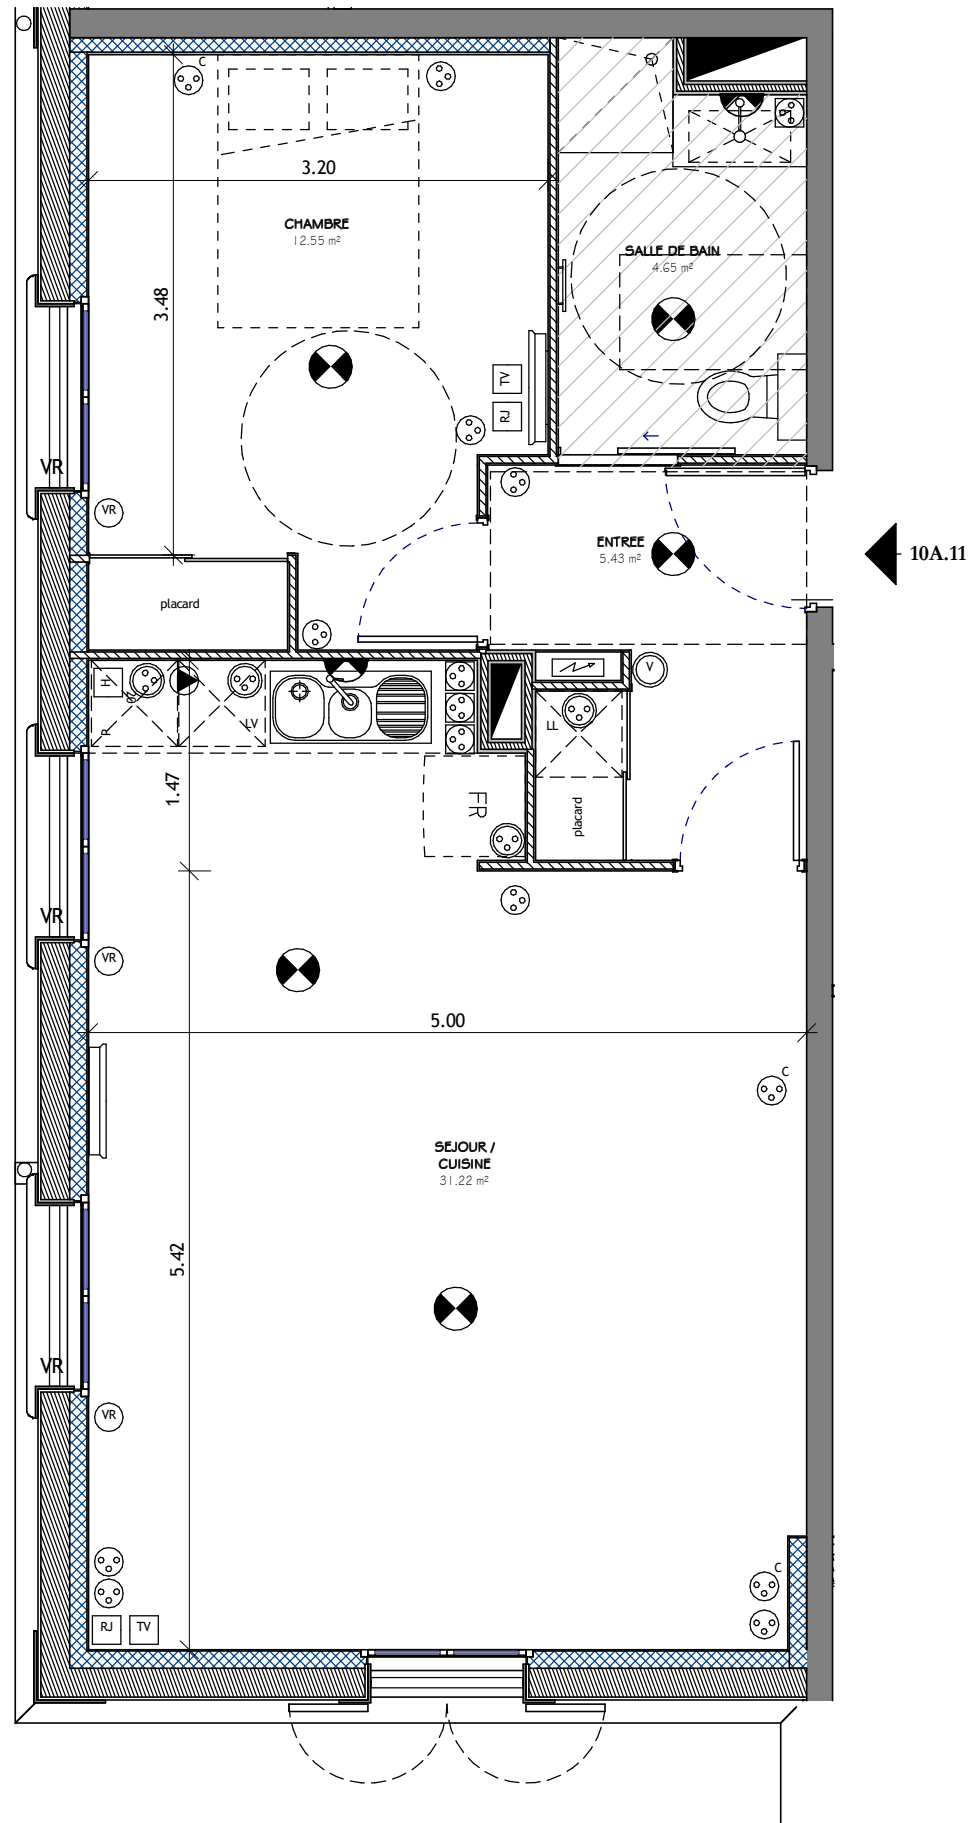 C
3.20
CHAMBRE
12.55 m²
SALLE DE BAIN
4.65 m²
3.48
TV
RJ
VR
VR
ENTREE
5.43 m²
10A.11
placard
V
H
P
LV
LL
1.47
FR
placard
VR
VR
5.00
C
SEJOUR /
CUISINE
31.22 m²
5.42
VR
VR
C
RJ
TV